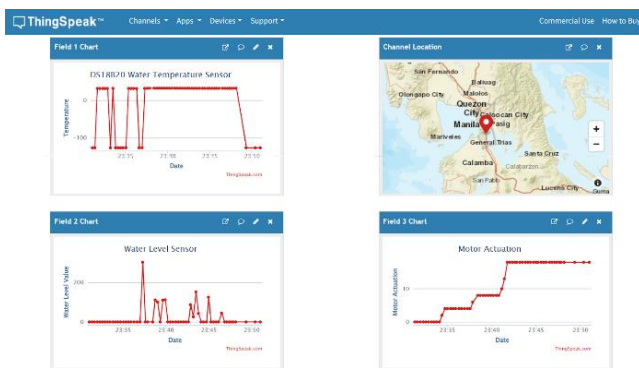 ThingSpeak™ Channels Apps Devices Support Commercial Use How to Buy
Field 1 Chart
DS18B20 Water Temperature Sensor
Temperature
0
-100
23:35 23:40 23:45 23:50
Date
ThingSpeak.com
Channel Location
San Fernando
Baliuag
Olongapo City Malolos
Quezon
City Caloocan City
Manila Pasig
Mariveles
General Trias
Santa Cruz
Calamba Calabarzon
San Pablo
Lucena City
+
−
Field 2 Chart
Water Level Sensor
Water Level Value
200
0
23:35 23:40 23:45 23:50
Date
ThingSpeak.com
Field 3 Chart
Motor Actuation
Motor Actuation
10
0
23:35 23:40 23:45 23:50
Date
ThingSpeak.com